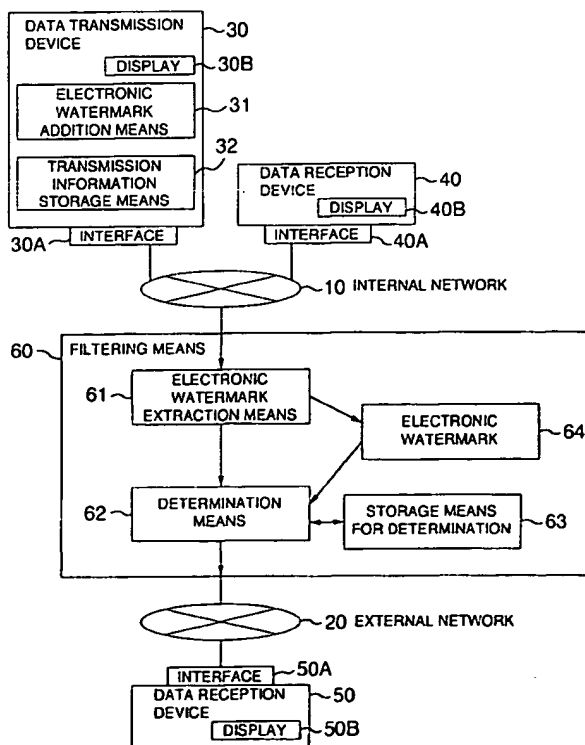 DATA TRANSMISSION
DEVICE
30
DISPLAY
30B
ELECTRONIC
WATERMARK
ADDITION MEANS
31
32
TRANSMISSION
INFORMATION
STORAGE MEANS
INTERFACE
30A
DATA RECEPTION
DEVICE
40
DISPLAY
40B
INTERFACE
40A
10 INTERNAL NETWORK
60
FILTERING MEANS
61
ELECTRONIC
WATERMARK
EXTRACTION MEANS
ELECTRONIC
WATERMARK
64
62
DETERMINATION
MEANS
STORAGE MEANS
FOR DETERMINATION
63
20 EXTERNAL NETWORK
INTERFACE
50A
DATA RECEPTION
DEVICE
50
DISPLAY
50B